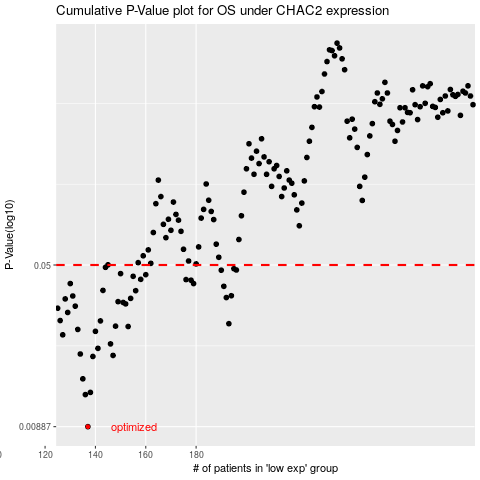 Cumulative P-Value plot for OS under CHAC2 expression
P-Value(log10)
0.05
0.00887
optimized
0 120 140 160 180
# of patients in 'low exp' group